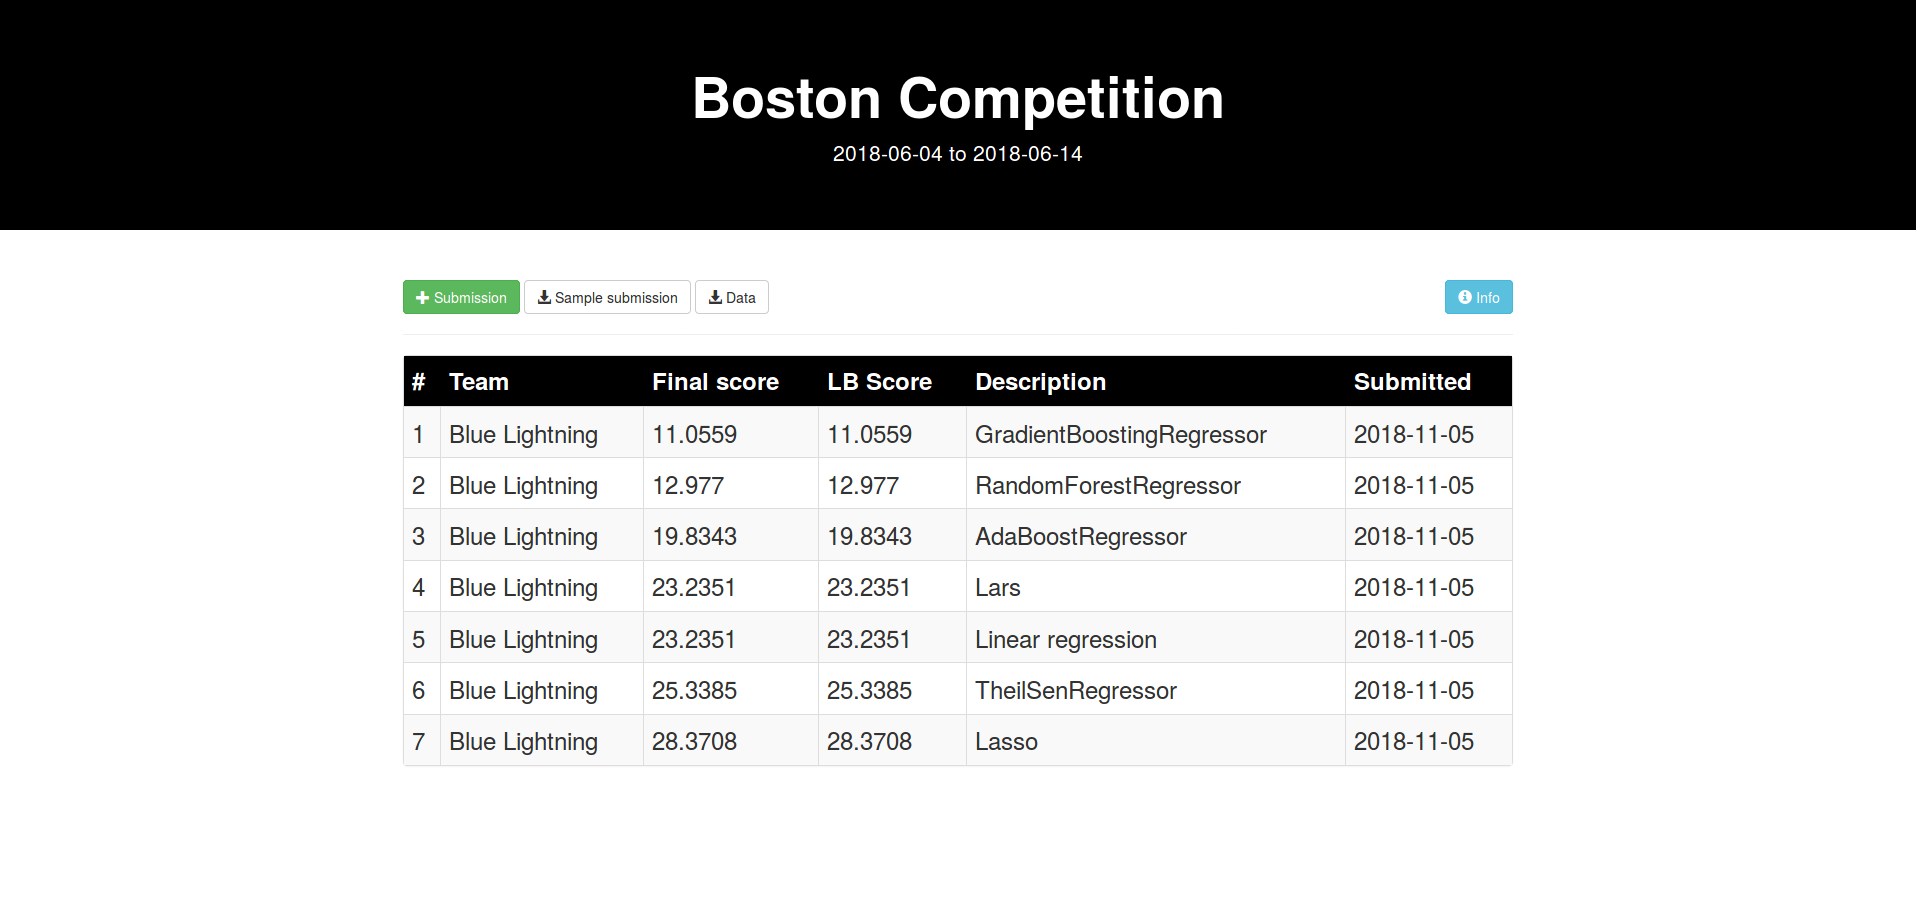 Boston Competition
2018-06-04 to 2018-06-14
Submission Sample submission Data Info
# Team Final score LB Score Description Submitted
1 Blue Lightning 11.0559 11.0559 GradientBoostingRegressor 2018-11-05
2 Blue Lightning 12.977 12.977 RandomForestRegressor 2018-11-05
3 Blue Lightning 19.8343 19.8343 AdaBoostRegressor 2018-11-05
4 Blue Lightning 23.2351 23.2351 Lars 2018-11-05
5 Blue Lightning 23.2351 23.2351 Linear regression 2018-11-05
6 Blue Lightning 25.3385 25.3385 TheilSenRegressor 2018-11-05
7 Blue Lightning 28.3708 28.3708 Lasso 2018-11-05